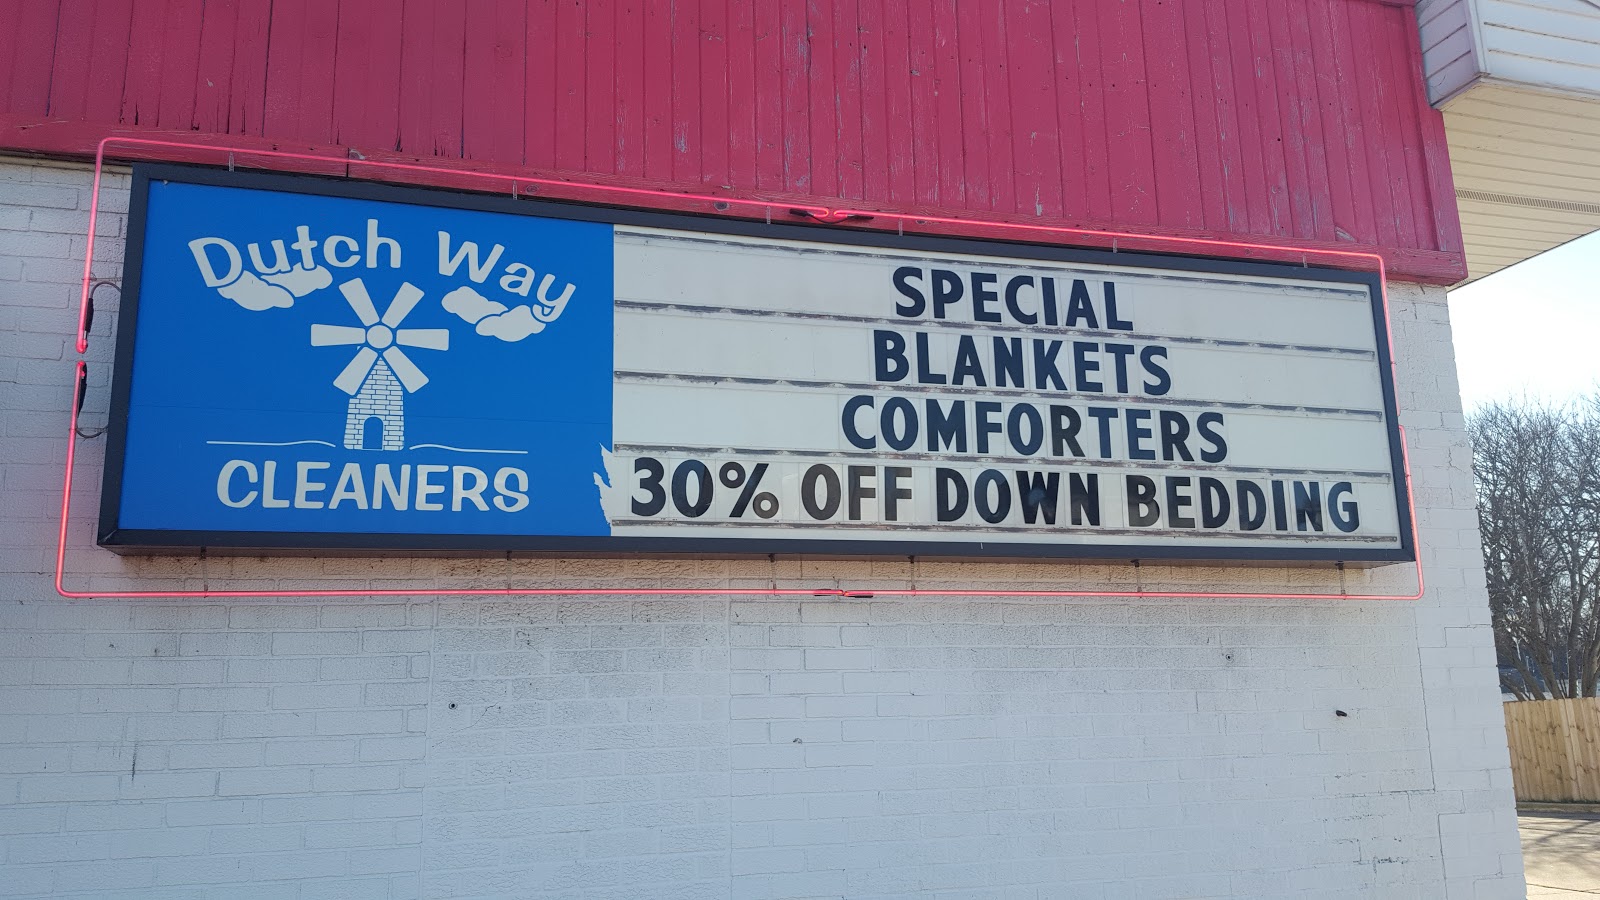 Dutch Way
CLEANERS
SPECIAL
BLANKETS
COMFORTERS
30% OFF DOWN BEDDING